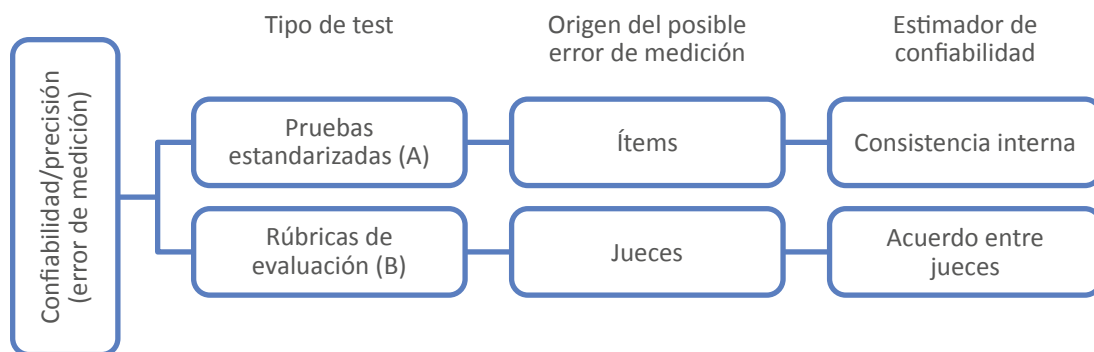 Tipo de test
Origen del posible
error de medición
Estimador de
confiabilidad
Confiabilidad/precisión
(error de medición)
Pruebas
estandarizadas (A)
Ítems
Consistencia interna
Rúbricas de
evaluación (B)
Jueces
Acuerdo entre
jueces